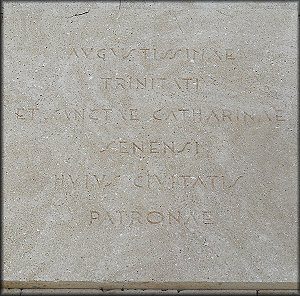 AVGVSTISSIMAE
TRINITATI
ET SANCTAE CATHARINAE
SENENSI
HVIVS CIVITATIS
PATRONAE